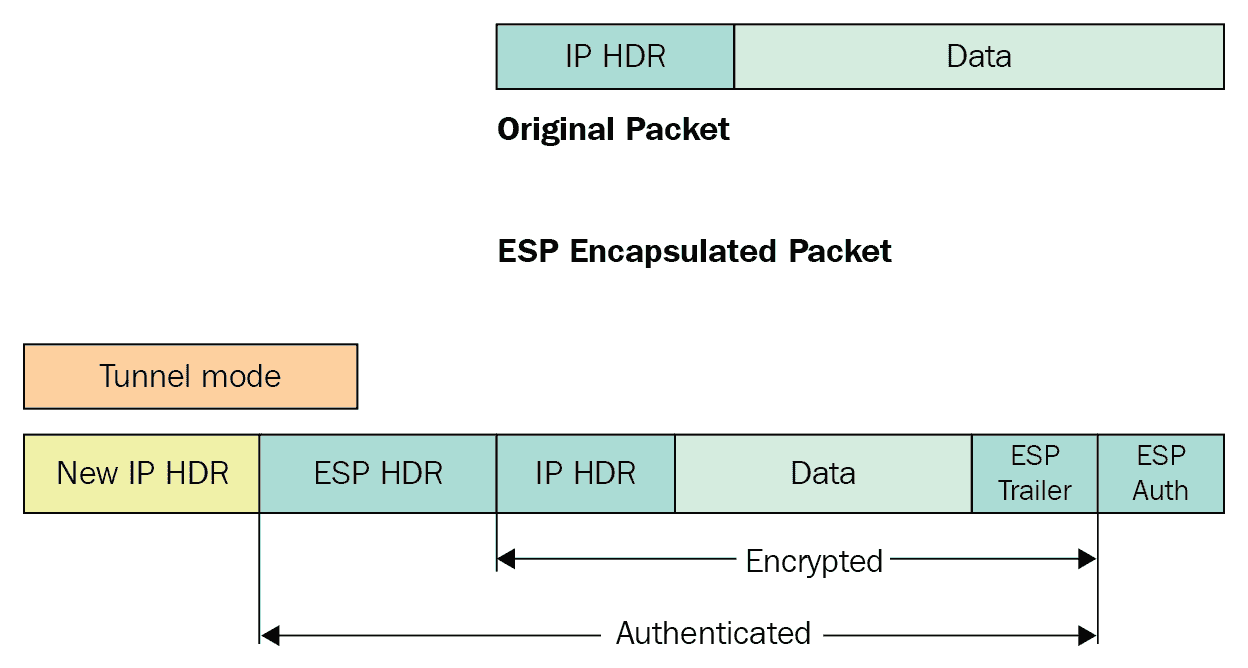 IP HDR
Data
Original Packet
ESP Encapsulated Packet
Tunnel mode
New IP HDR
ESP HDR
IP HDR
Data
ESP
Trailer
ESP
Auth
Encrypted
Authenticated